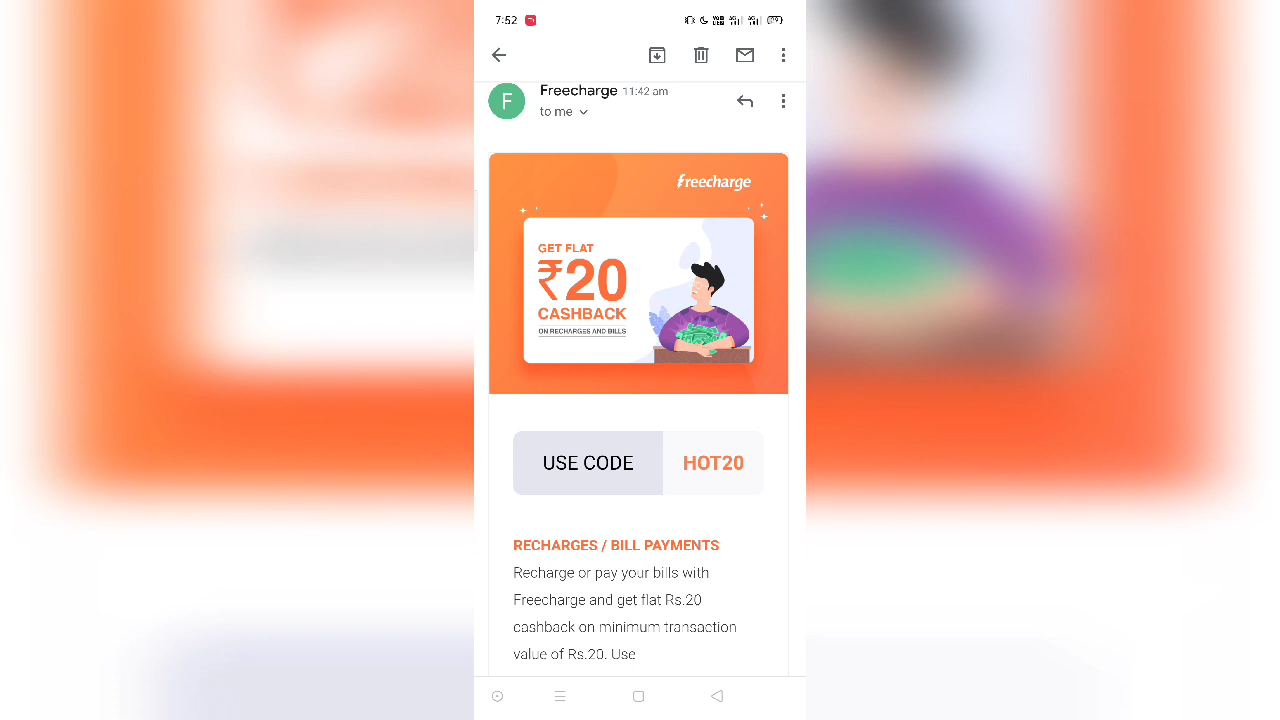 7:52
Freecharge 11:42 am
to me
F
freecharge
GET FLAT
₹20
CASHBACK
ON RECHARGES AND BILLS
USE CODE HOT20
RECHARGES / BILL PAYMENTS
Recharge or pay your bills with
Freecharge and get flat Rs.20
cashback on minimum transaction
value of Rs.20. Use